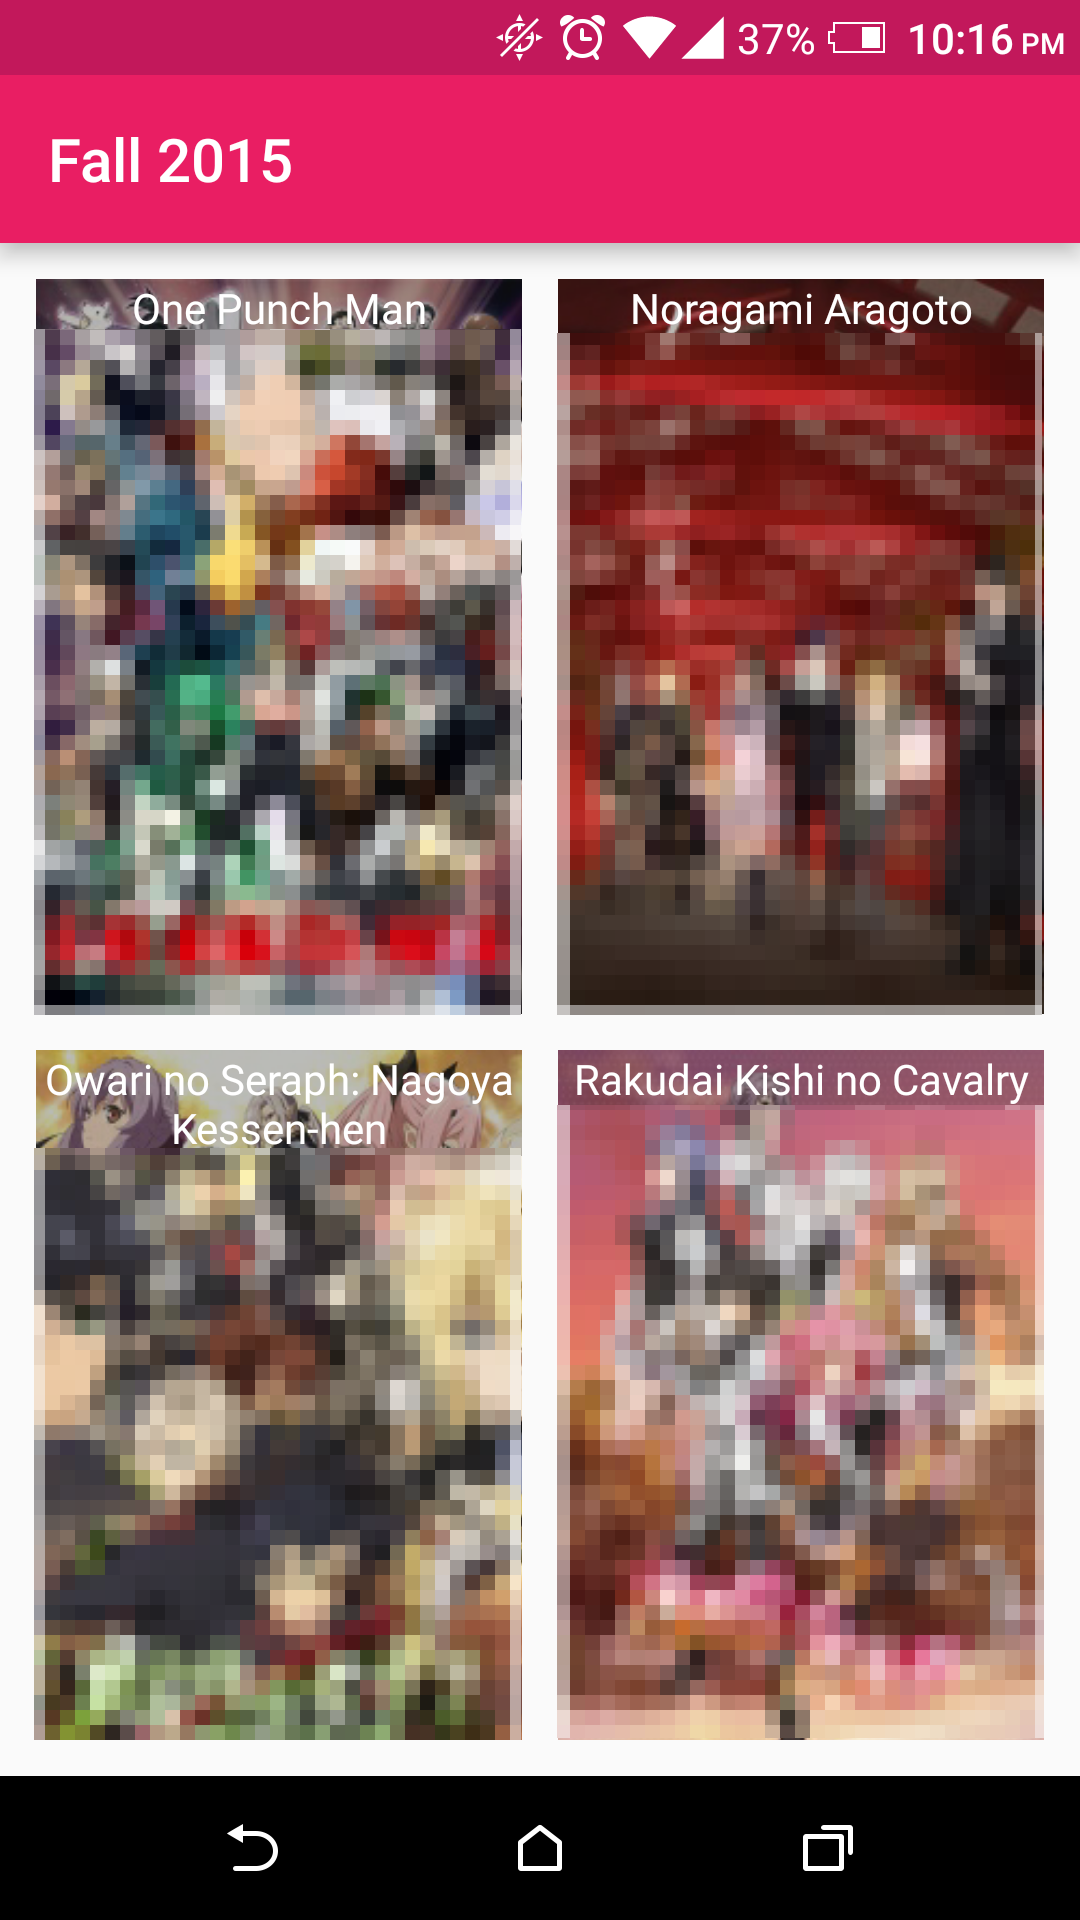 37% 10:16 PM
Fall 2015
One Punch Man
Noragami Aragoto
Owari no Seraph: Nagoya
Kessen-hen
Rakudai Kishi no Cavalry